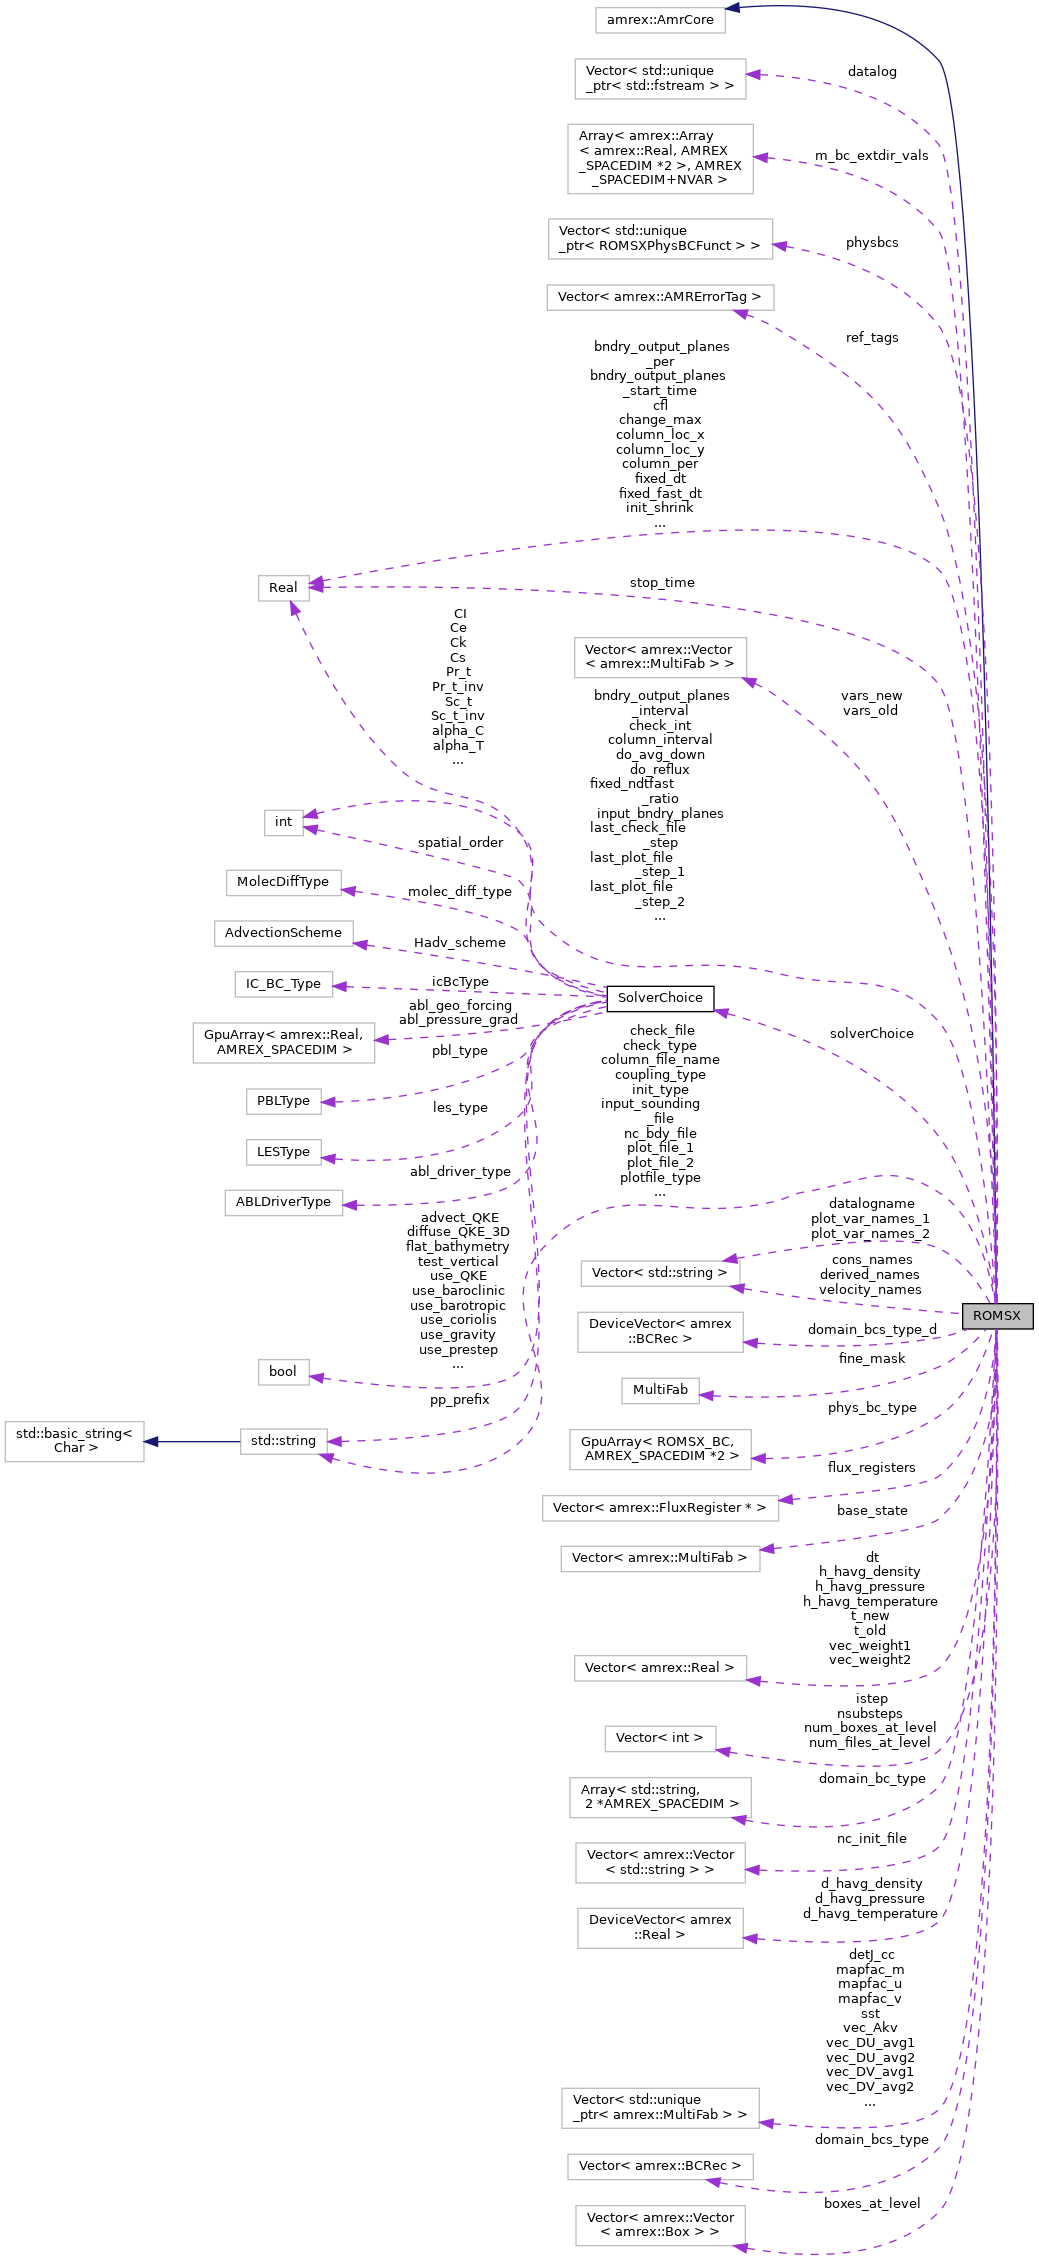 amrex::AmrCore
Vector< std::unique
_ptr< std::fstream > >
datalog
Array< amrex::Array
< amrex::Real, AMREX
_SPACEDIM *2 >, AMREX
_SPACEDIM+NVAR >
m_bc_extdir_vals
Vector< std::unique
_ptr< ROMSXPhysBCFunct > >
physbcs
Vector< amrex::AMRErrorTag >
ref_tags
bndry_output_planes
_per
bndry_output_planes
_start_time
cfl
change_max
column_loc_x
column_loc_y
column_per
fixed_dt
fixed_fast_dt
init_shrink
...
Real
stop_time
CI
Ce
Ck
Cs
Pr_t
Pr_t_inv
Sc_t
Sc_t_inv
alpha_C
alpha_T
...
Vector< amrex::Vector
< amrex::MultiFab > >
vars_new
vars_old
bndry_output_planes
_interval
check_int
column_interval
do_avg_down
do_reflux
fixed_ndtfast
_ratio
input_bndry_planes
last_check_file
_step
last_plot_file
_step_1
last_plot_file
_step_2
...
int
spatial_order
MolecDiffType
molec_diff_type
AdvectionScheme
Hadv_scheme
IC_BC_Type
icBcType
SolverChoice
solverChoice
GpuArray< amrex::Real,
AMREX_SPACEDIM >
abl_geo_forcing
abl_pressure_grad
PBLType
pbl_type
LESType
les_type
ABLDriverType
abl_driver_type
check_file
check_type
column_file_name
coupling_type
init_type
input_sounding
_file
nc_bdy_file
plot_file_1
plot_file_2
plotfile_type
...
advect_QKE
diffuse_QKE_3D
flat_bathymetry
test_vertical
use_QKE
use_baroclinic
use_barotropic
use_coriolis
use_gravity
use_prestep
...
bool
pp_prefix
std::basic_string<
Char >
std::string
datalogname
plot_var_names_1
plot_var_names_2
Vector< std::string >
cons_names
derived_names
velocity_names
ROMSX
DeviceVector< amrex
::BCRec >
domain_bcs_type_d
MultiFab
fine_mask
GpuArray< ROMSX_BC,
AMREX_SPACEDIM *2 >
phys_bc_type
Vector< amrex::FluxRegister * >
flux_registers
Vector< amrex::MultiFab >
base_state
dt
h_havg_density
h_havg_pressure
h_havg_temperature
t_new
t_old
vec_weight1
vec_weight2
Vector< amrex::Real >
istep
nsubsteps
num_boxes_at_level
num_files_at_level
Vector< int >
Array< std::string,
2 *AMREX_SPACEDIM >
domain_bc_type
Vector< amrex::Vector
< std::string > >
nc_init_file
DeviceVector< amrex
::Real >
d_havg_density
d_havg_pressure
d_havg_temperature
detJ_cc
mapfac_m
mapfac_u
mapfac_v
sst
vec_Akv
vec_DU_avg1
vec_DU_avg2
vec_DV_avg1
vec_DV_avg2
...
Vector< std::unique
_ptr< amrex::MultiFab > >
Vector< amrex::BCRec >
domain_bcs_type
Vector< amrex::Vector
< amrex::Box > >
boxes_at_level